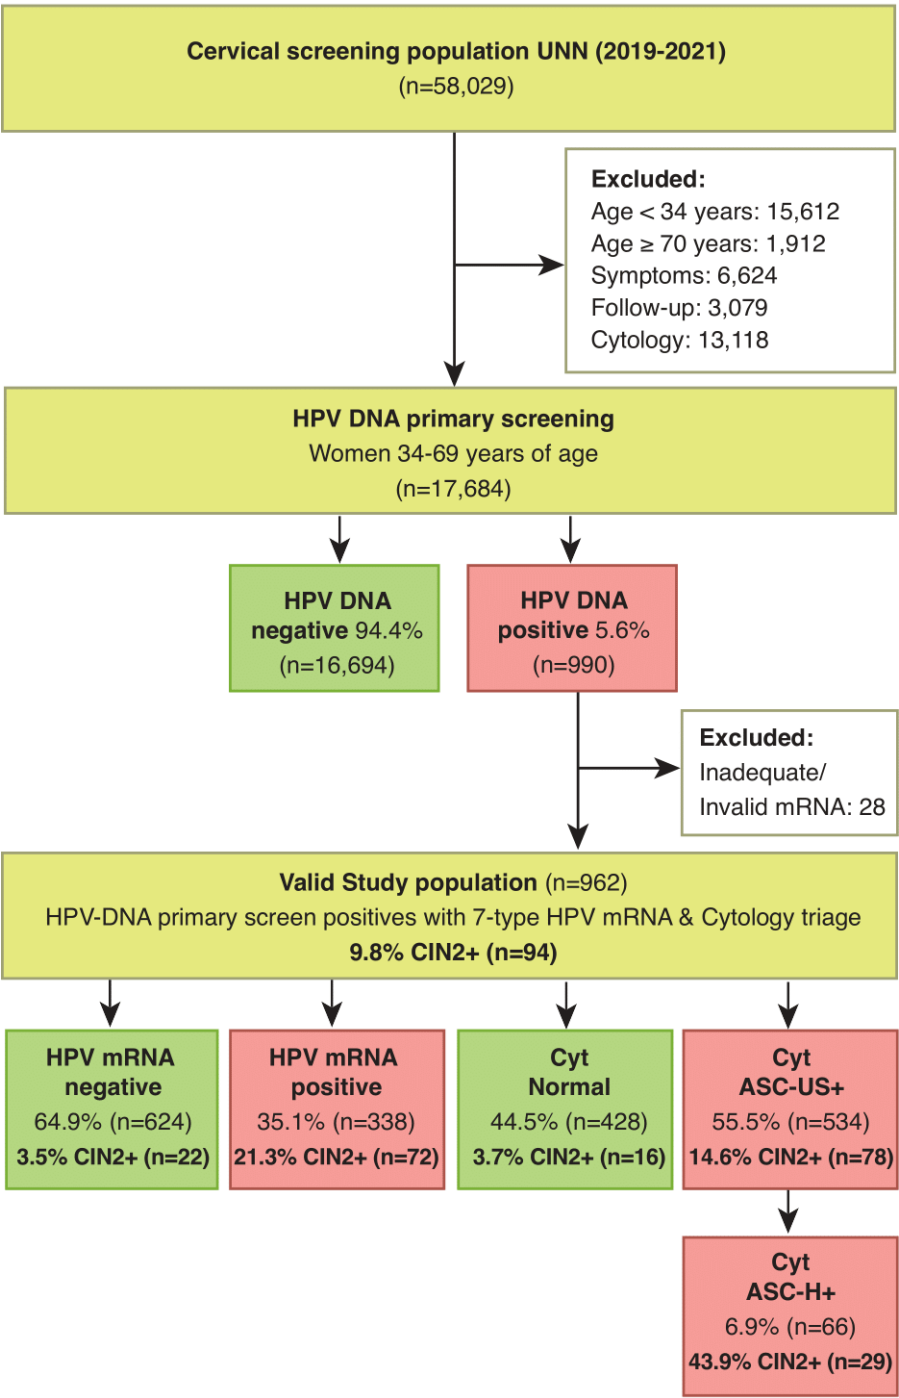 Cervical screening population UNN (2019-2021)
(n=58,029)
Excluded:
Age < 34 years: 15,612
Age ≥ 70 years: 1,912
Symptoms: 6,624
Follow-up: 3,079
Cytology: 13,118
HPV DNA primary screening
Women 34-69 years of age
(n=17,684)
HPV DNA
negative 94.4%
(n=16,694)
HPV DNA
positive 5.6%
(n=990)
Excluded:
Inadequate/
Invalid mRNA: 28
Valid Study population (n=962)
HPV-DNA primary screen positives with 7-type HPV mRNA & Cytology triage
9.8% CIN2+ (n=94)
HPV mRNA
negative
64.9% (n=624)
3.5% CIN2+ (n=22)
HPV mRNA
positive
35.1% (n=338)
21.3% CIN2+ (n=72)
Cyt
Normal
44.5% (n=428)
3.7% CIN2+ (n=16)
Cyt
ASC-US+
55.5% (n=534)
14.6% CIN2+ (n=78)
Cyt
ASC-H+
6.9% (n=66)
43.9% CIN2+ (n=29)